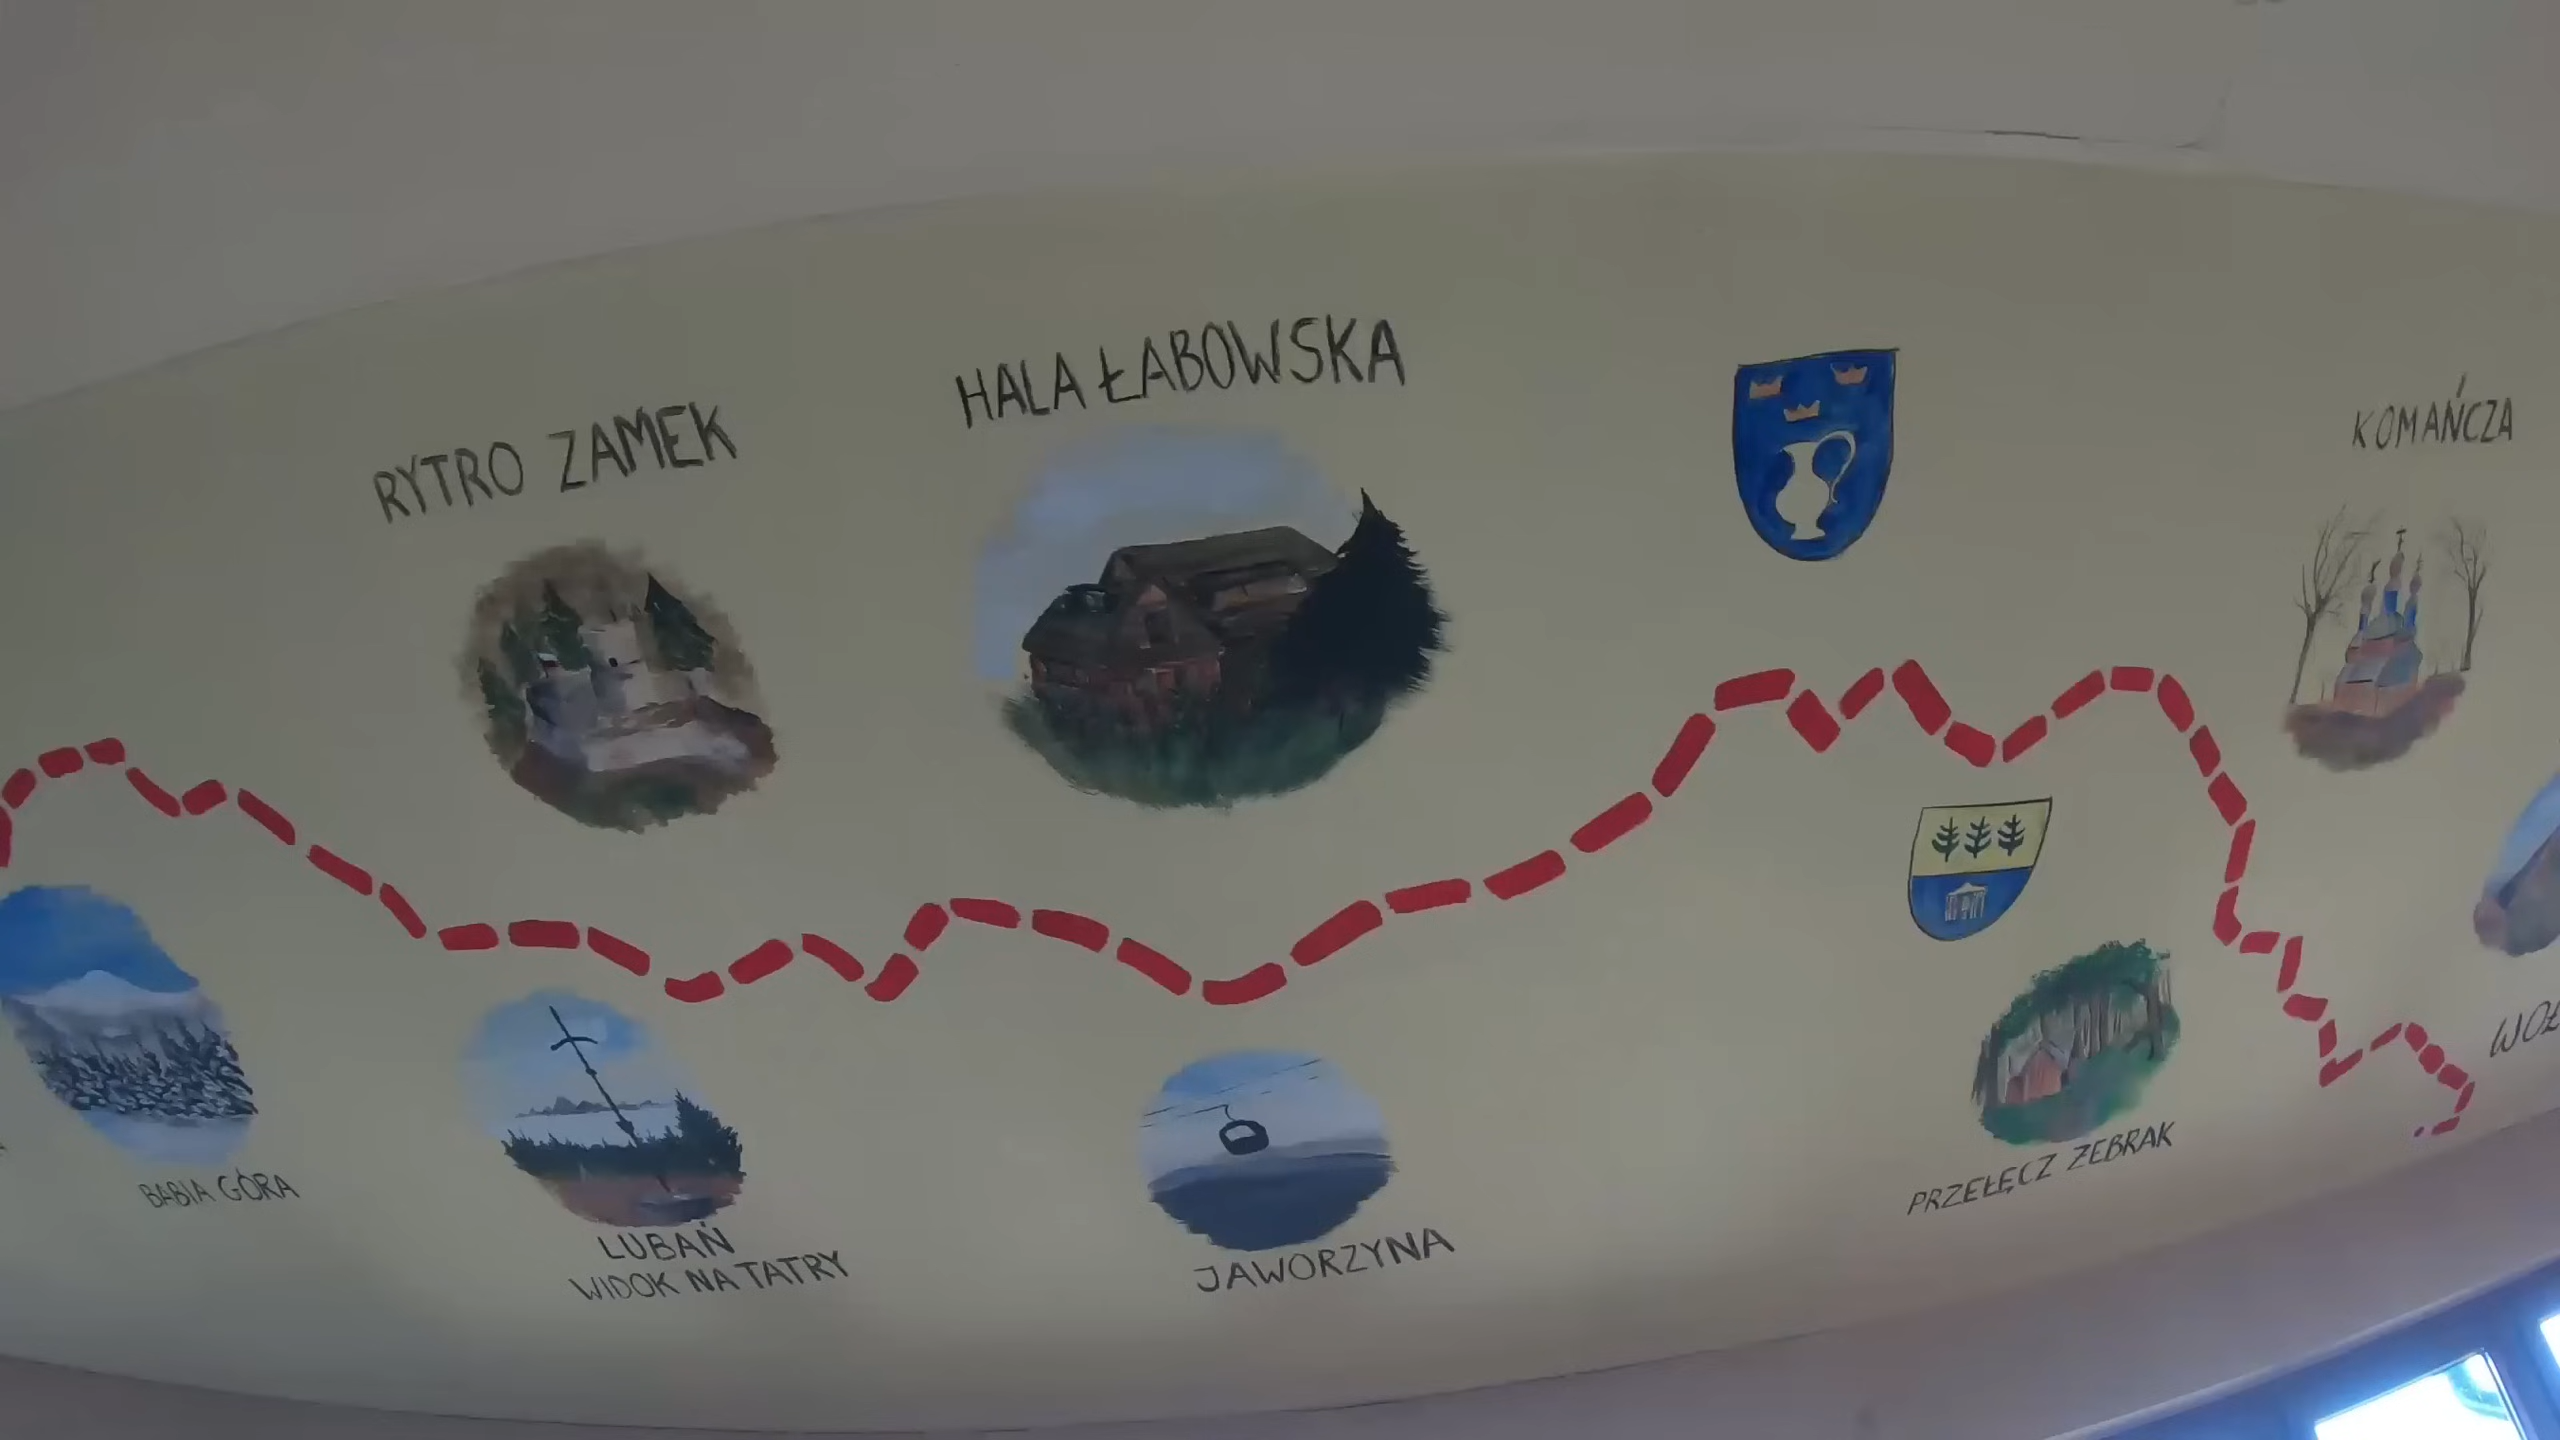 RYTRO ZAMEK
HALA ŁABOWSKA
KOMAŃCZA
BABIA GÓRA
LUBAŃ
WIDOK NA TATRY
JAWORZYNA
PRZEŁĘCZ ŻEBRAK